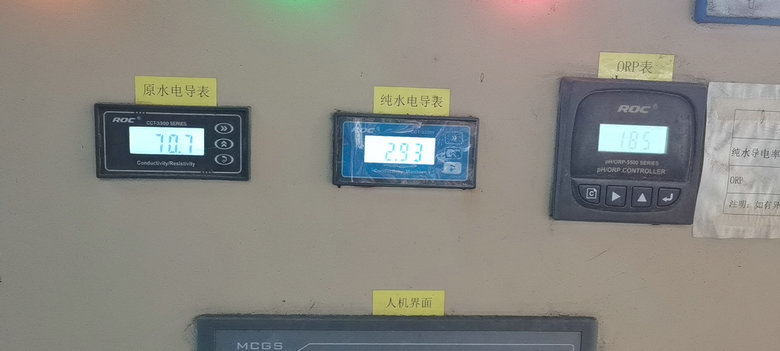 原水电导表
ROC
CCT-3300 SERIES
70.7
Conductivity/Resistivity
纯水电导表
ROC
2.93
ORP表
ROC
185
pH/ORP-5500 SERIES
pH/ORP CONTROLLER
C
纯水导电率
ORP
注明:如有异
人机界面
MCGS